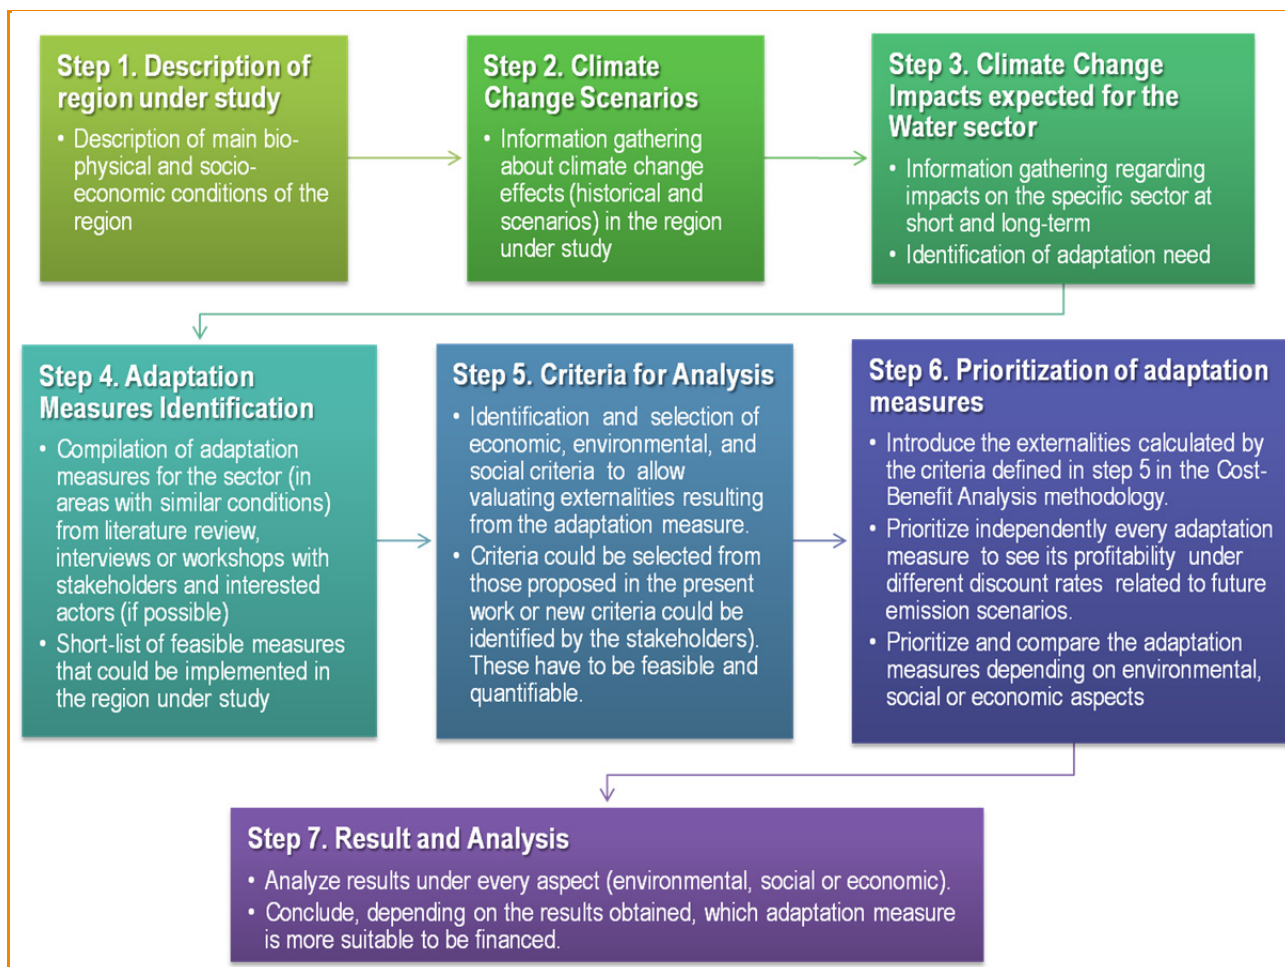 Step 1. Description of
region under study
• Description of main bio-
physical and socio-
economic conditions of the
region
Step 2. Climate
Change Scenarios
• Information gathering
about climate change
effects (historical and
scenarios) in the region
under study
Step 3. Climate Change
Impacts expected for the
Water sector
• Information gathering regarding
impacts on the specific sector at
short and long-term
• Identification of adaptation need
Step 4. Adaptation
Measures Identification
• Compilation of adaptation
measures for the sector (in
areas with similar conditions)
from literature review,
interviews or workshops with
stakeholders and interested
actors (if possible)
• Short-list of feasible measures
that could be implemented in
the region under study
Step 5. Criteria for Analysis
• Identification and selection of
economic, environmental, and
social criteria to allow
valuating externalities resulting
from the adaptation measure.
• Criteria could be selected from
those proposed in the present
work or new criteria could be
identified by the stakeholders).
These have to be feasible and
quantifiable.
Step 6. Prioritization of adaptation
measures
• Introduce the externalities calculated by
the criteria defined in step 5 in the Cost-
Benefit Analysis methodology.
• Prioritize independently every adaptation
measure to see its profitability under
different discount rates related to future
emission scenarios.
• Prioritize and compare the adaptation
measures depending on environmental,
social or economic aspects
Step 7. Result and Analysis
• Analyze results under every aspect (environmental, social or economic).
• Conclude, depending on the results obtained, which adaptation measure
is more suitable to be financed.